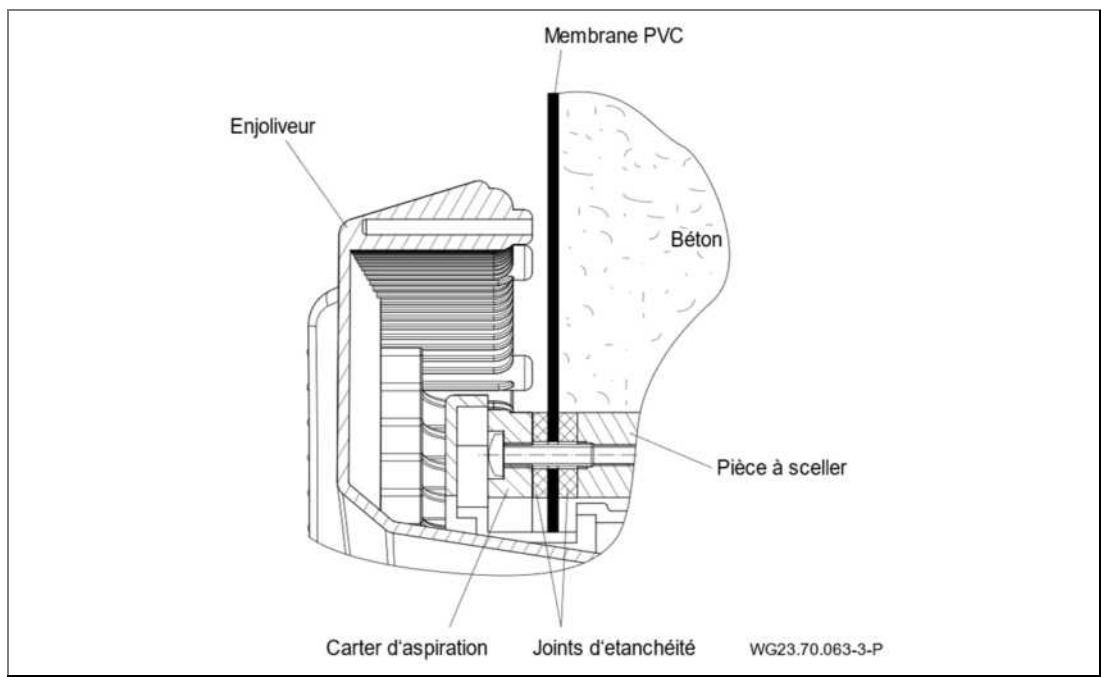 Membrane PVC
Enjoliveur
Béton
Pièce à sceller
Carter d'aspiration
Joints d'etanchéité
WG23.70.063-3-P